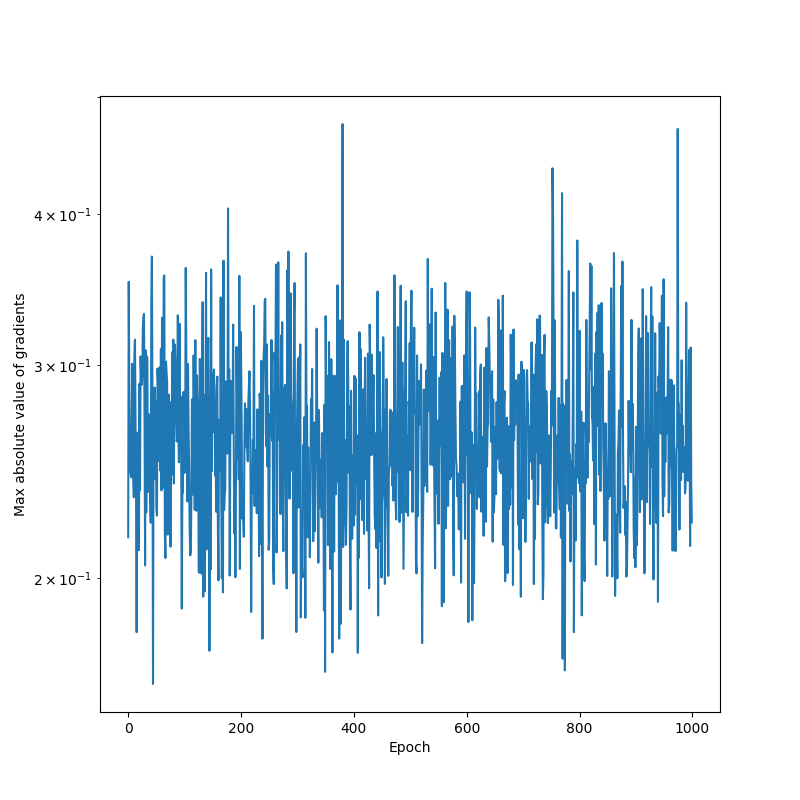 Max absolute value of gradients
4 × 10⁻¹
3 × 10⁻¹
2 × 10⁻¹
0 200 400 600 800 1000
Epoch